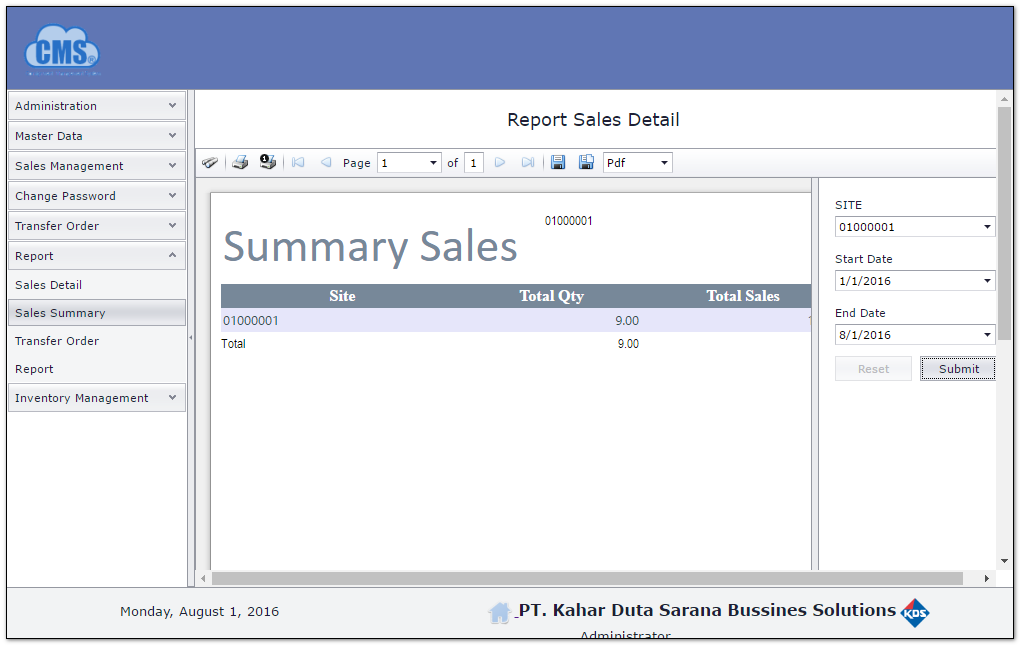 CMS®
Administration
Master Data
Sales Management
Change Password
Transfer Order
Report
Sales Detail
Sales Summary
Transfer Order
Report
Inventory Management
Report Sales Detail
1
Page 1 of 1 Pdf
01000001
Summary Sales
Site Total Qty Total Sales
01000001 9.00
Total 9.00
SITE
01000001
Start Date
1/1/2016
End Date
8/1/2016
Reset Submit
Monday, August 1, 2016
PT. Kahar Duta Sarana Bussines Solutions KDS
Administrator